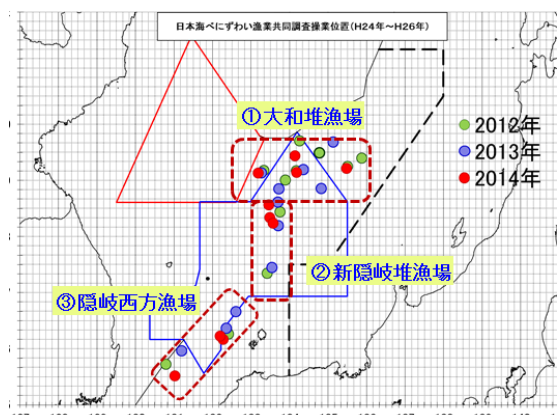 日本海べにずわい漁業共同調査操業位置(H24年~H26年)
①大和堆漁場
2012年
2013年
2014年
②新隠岐堆漁場
③隠岐西方漁場